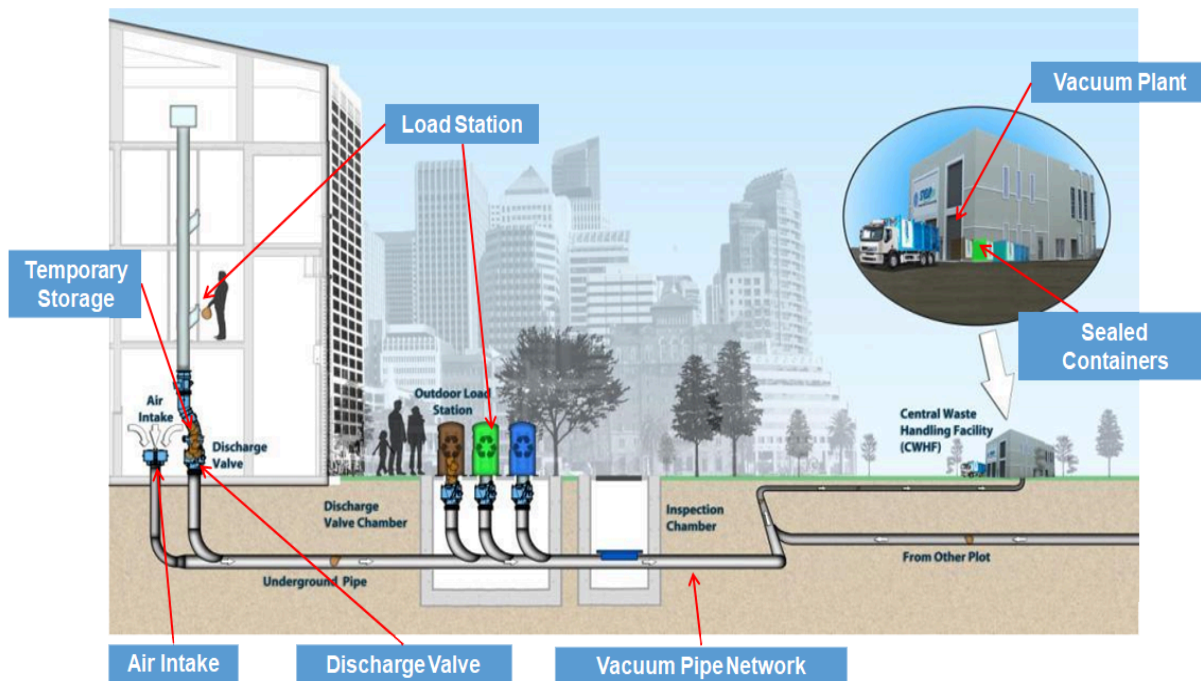 Vacuum Plant
Load Station
Temporary
Storage
Sealed
Containers
Air
Intake
Discharge
Valve
Outdoor Load
Station
Central Waste
Handling Facility
(CWHF)
Discharge
Valve Chamber
Inspection
Chamber
From Other Plot
Underground Pipe
Air Intake
Discharge Valve
Vacuum Pipe Network